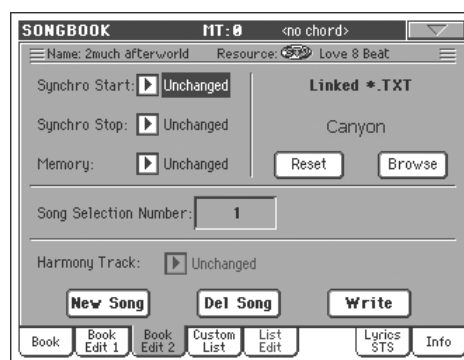 SONGBOOK MT:0 <no chord>
Name: 2much afterworld Resource: STY Love 8 Beat
Synchro Start: Unchanged
Linked *.TXT
Synchro Stop: Unchanged
Canyon
Memory: Unchanged
Reset Browse
Song Selection Number: 1
Harmony Track: Unchanged
New Song Del Song Write
Book Book Edit 1 Book Edit 2 Custom List List Edit Lyrics STS Info